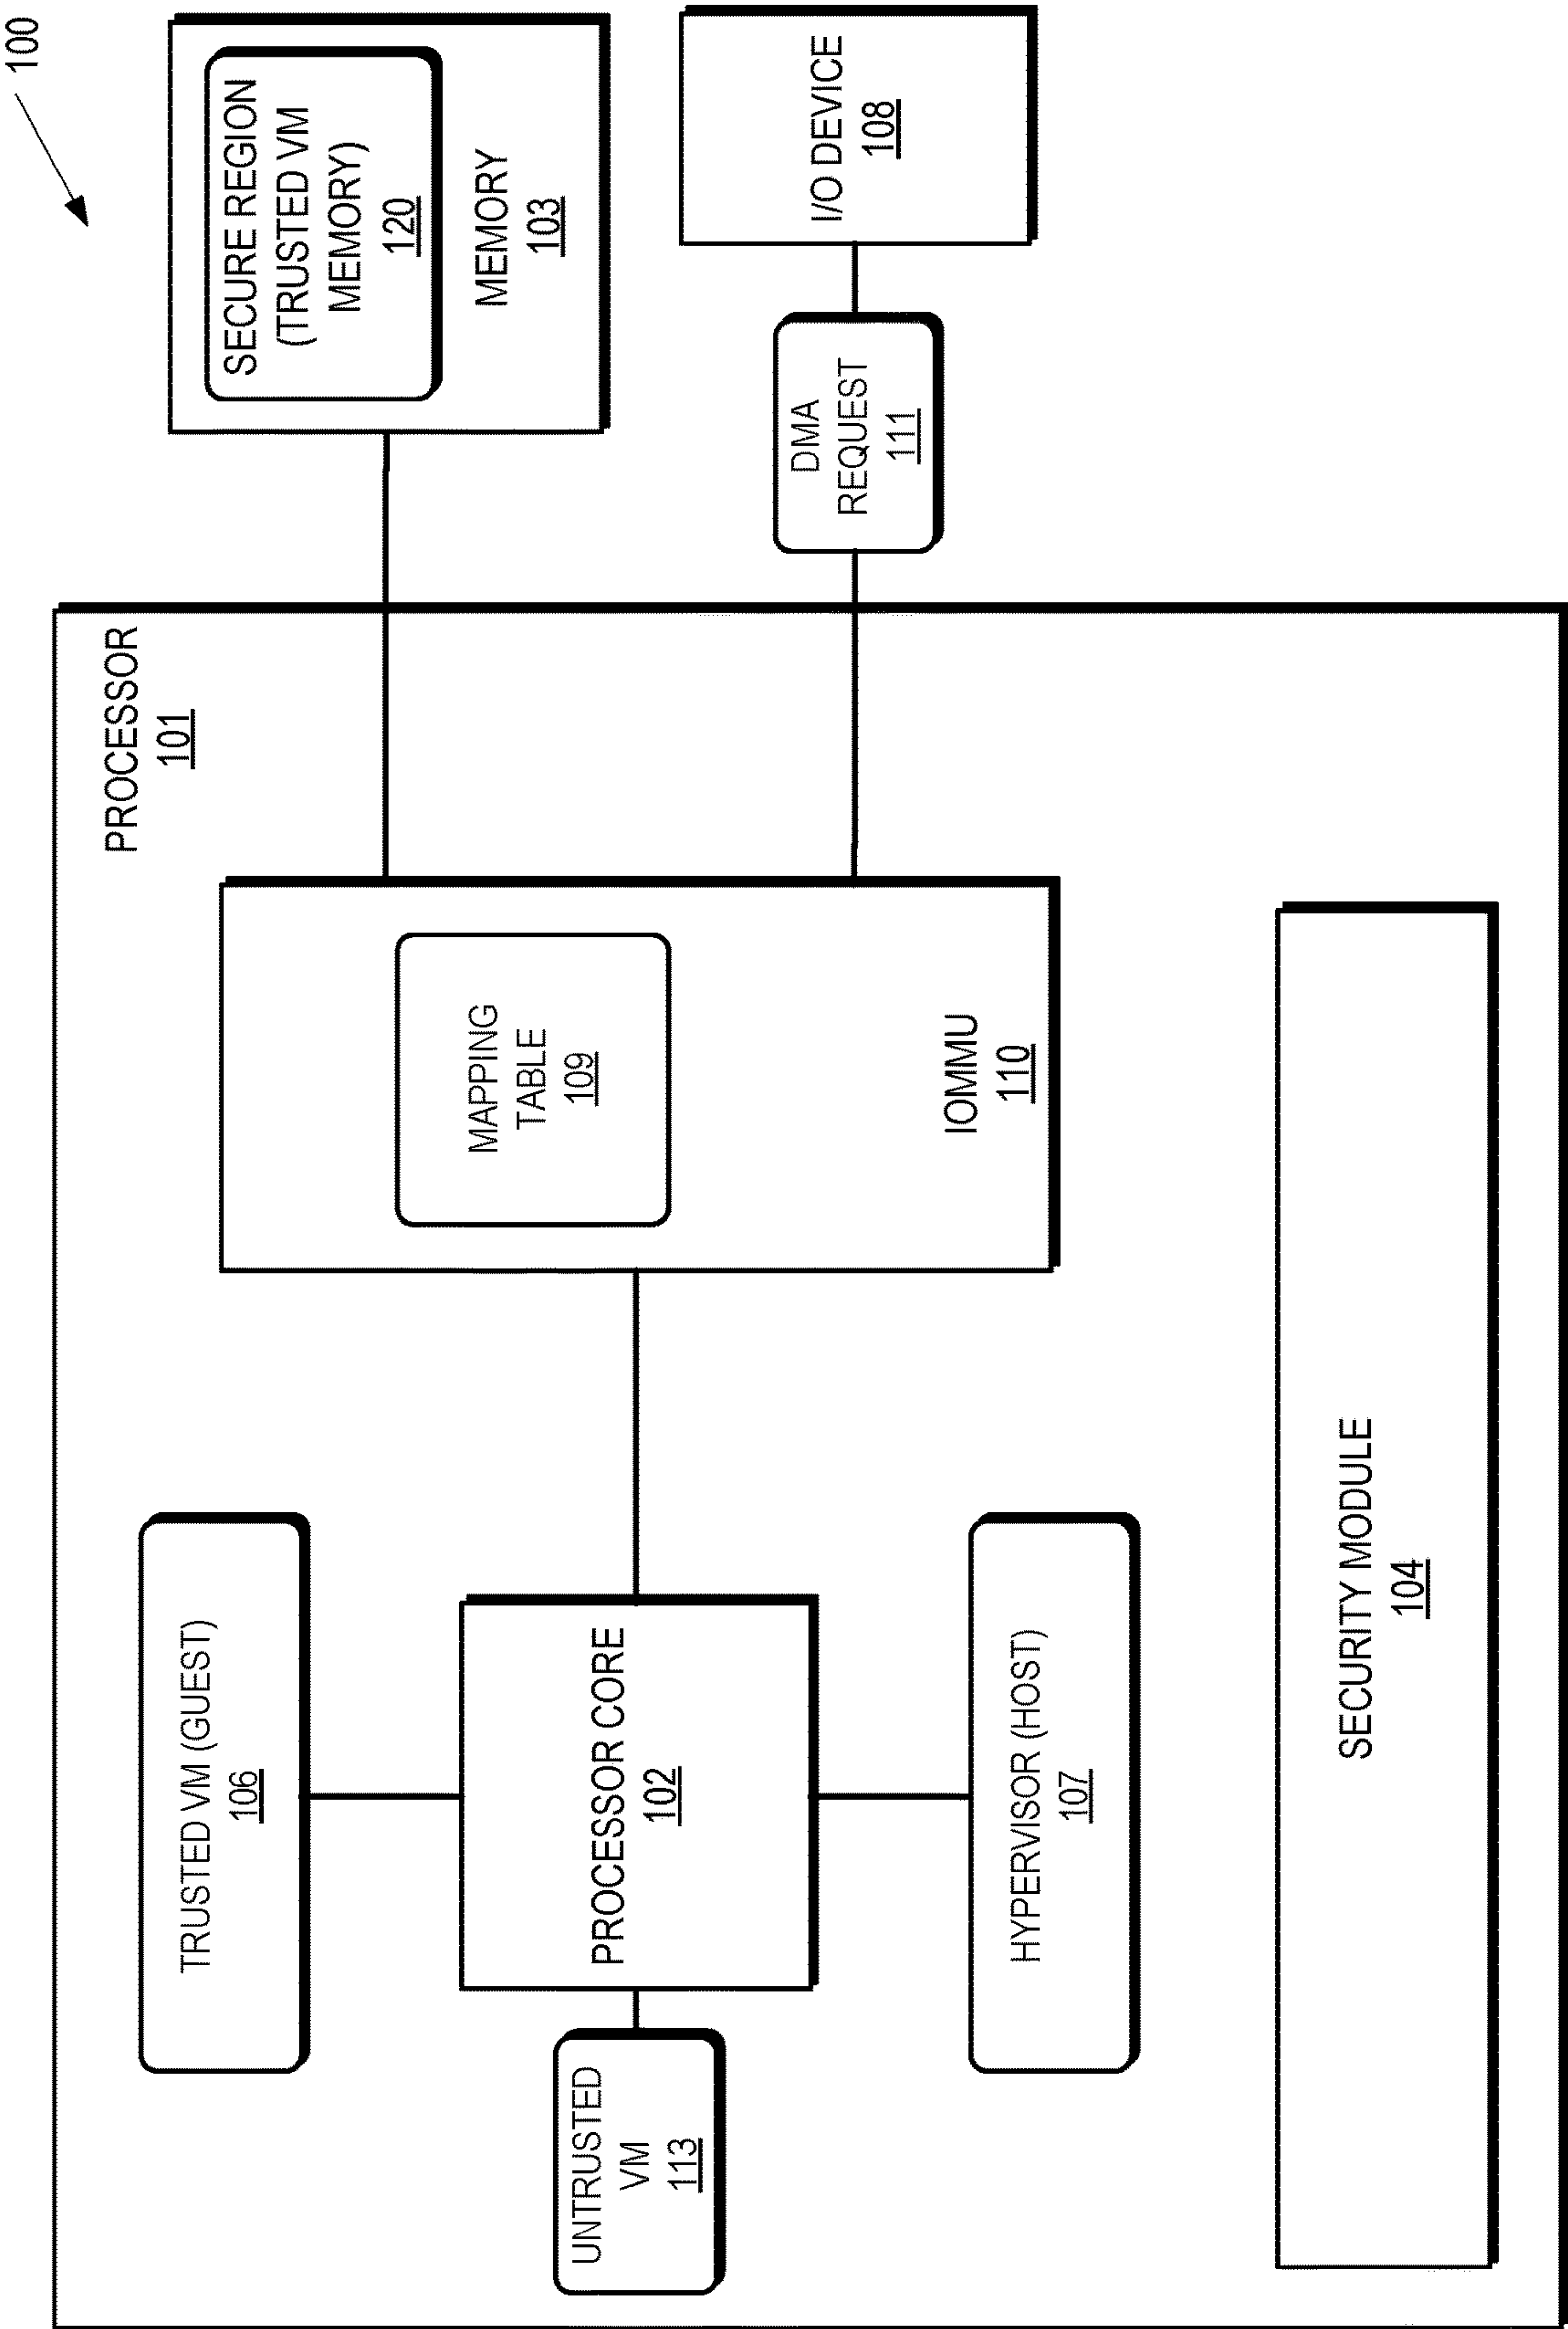 100
PROCESSOR
101
TRUSTED VM (GUEST)
106
UNTRUSTED
VM
113
PROCESSOR CORE
102
HYPERVISOR (HOST)
107
MAPPING
TABLE
109
IOMMU
110
SECURITY MODULE
104
SECURE REGION
(TRUSTED VM
MEMORY)
120
MEMORY
103
DMA
REQUEST
111
I/O DEVICE
108